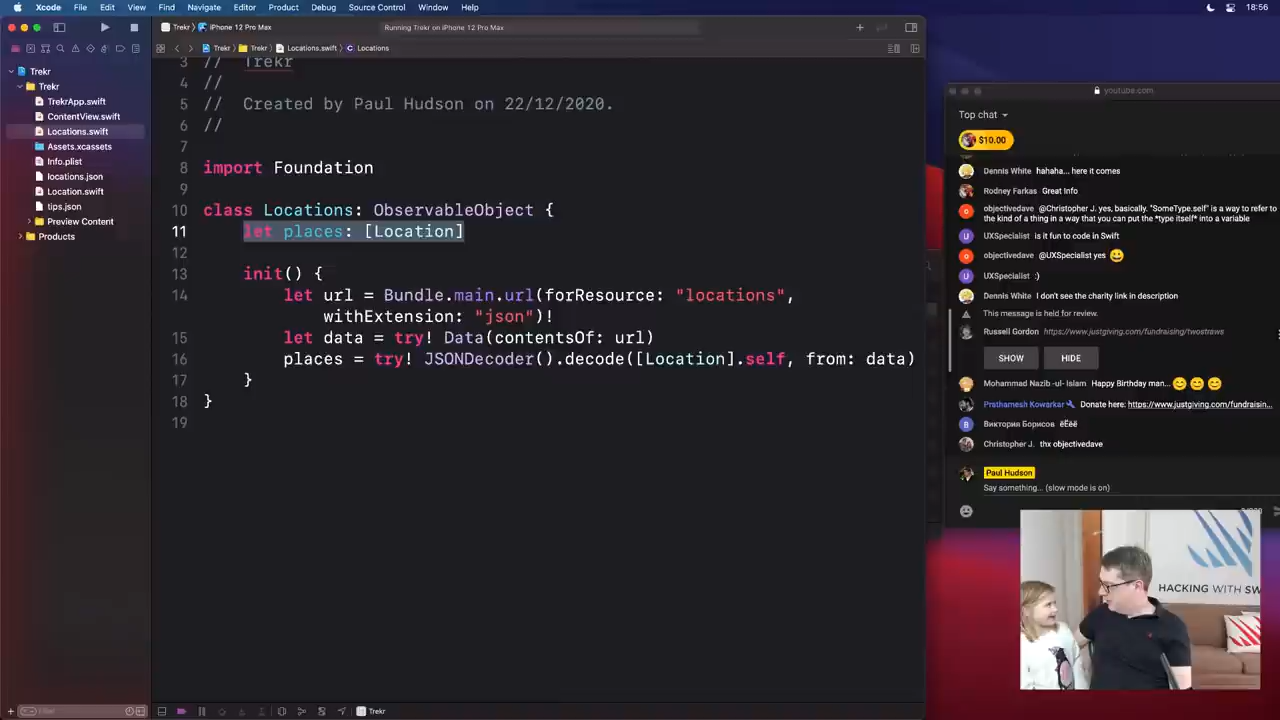 Xcode File Edit View Find Navigate Editor Product Debug Source Control Window Help 18:56
Trekr iPhone 12 Pro Max Running Trekr on iPhone 12 Pro Max
Trekr Trekr Locations.swift Locations
Trekr
Trekr
TrekrApp.swift
ContentView.swift
Locations.swift
Assets.xcassets
Info.plist
locations.json
Location.swift
tips.json
Preview Content
Products
3 // Trekr
4 //
5 // Created by Paul Hudson on 22/12/2020.
6 //
7
8 import Foundation
9
10 class Locations: ObservableObject {
11 let places: [Location]
12
13 init() {
14 let url = Bundle.main.url(forResource: "locations",
withExtension: "json")!
15 let data = try! Data(contentsOf: url)
16 places = try! JSONDecoder().decode([Location].self, from: data)
17 }
18 }
19
Trekr
youtube.com
Top chat
$10.00
Dennis White hahaha... here it comes
Rodney Farkas Great Info
objectivedave @Christopher J. yes, basically. "SomeType.self" is a way to refer to
the kind of a thing in a way that you can put the *type itself* into a variable
UXSpecialist is it fun to code in Swift
objectivedave @UXSpecialist yes 😀
UXSpecialist :)
Dennis White I don't see the charity link in description
This message is held for review.
Russell Gordon https://www.justgiving.com/fundraising/twostraws
SHOW HIDE
Mohammad Nazib -ul- Islam Happy Birthday man... 😊 😊 😊
Prathamesh Kowarkar Donate here: https://www.justgiving.com/fundraisin...
Виктория Борисов ёЁёё
Christopher J. thx objectivedave
Paul Hudson
Say something... (slow mode is on)
HACKING WITH SW